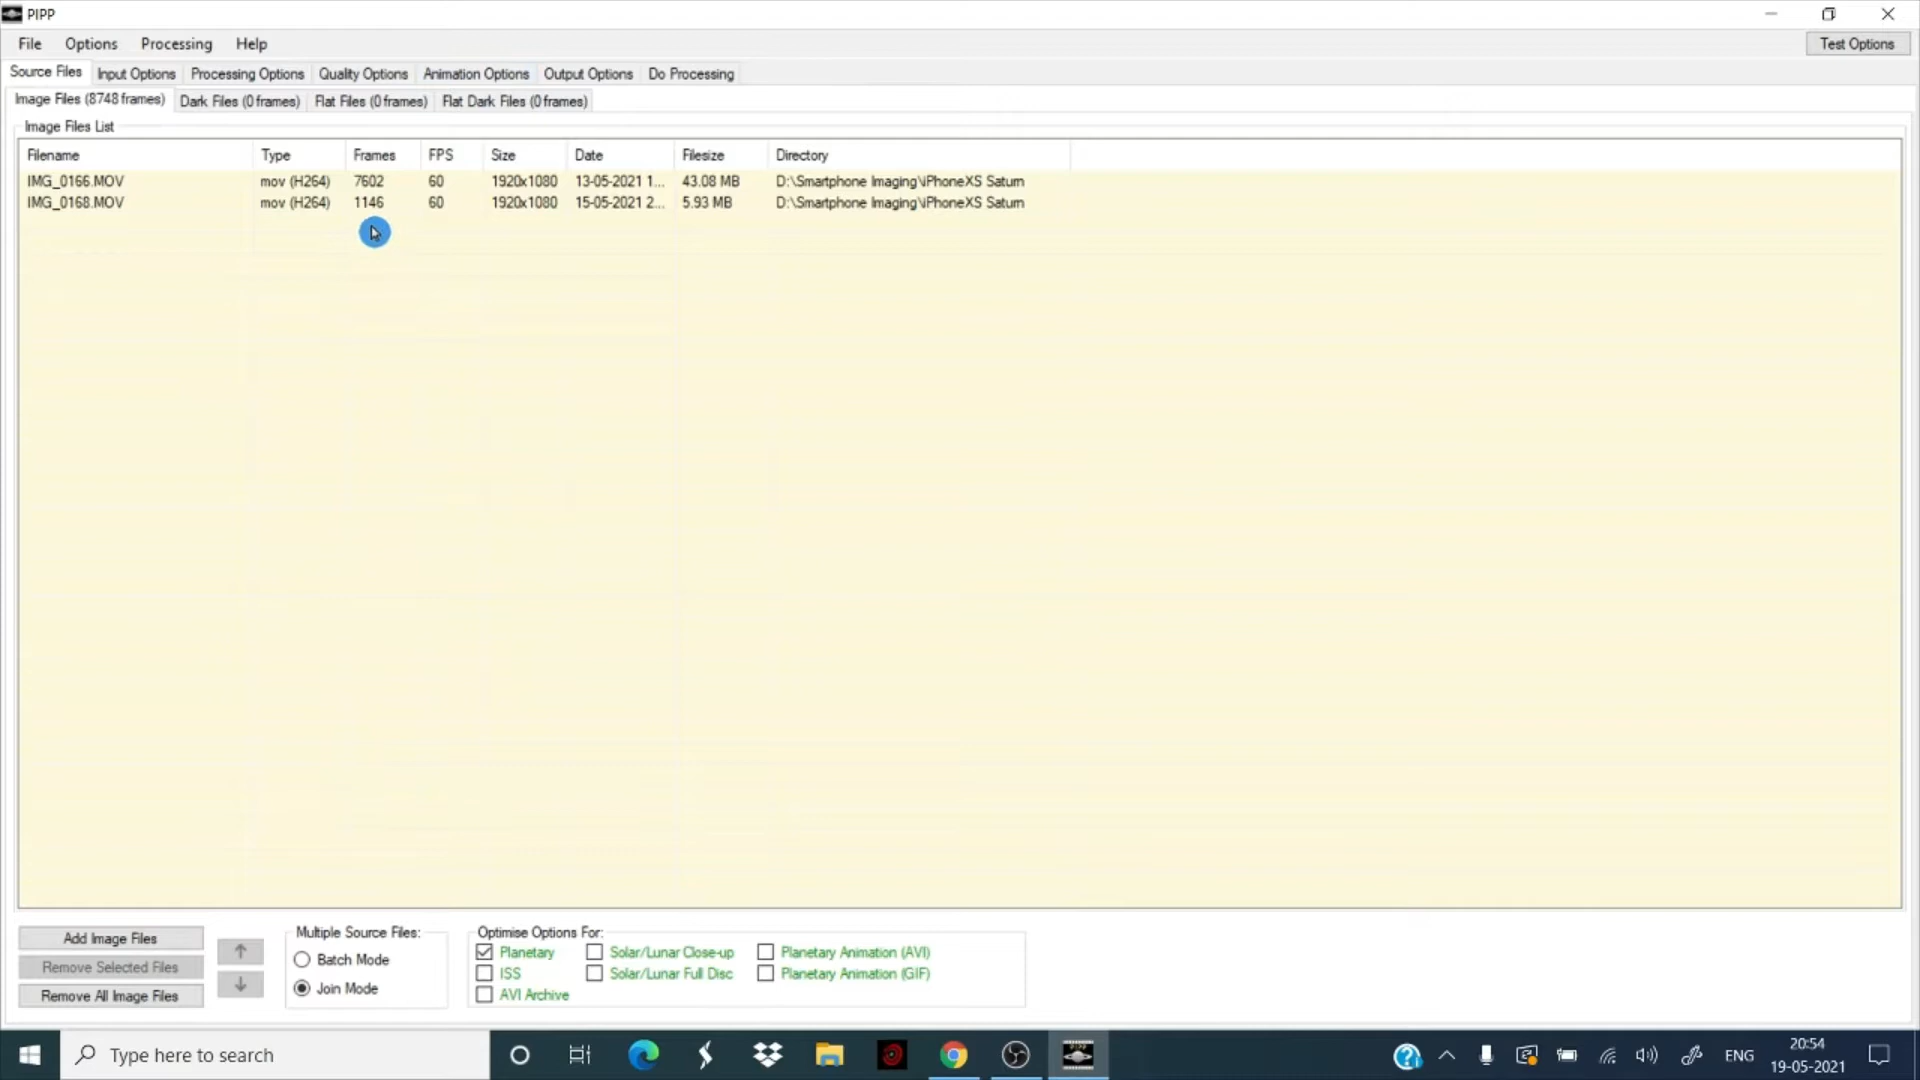 PIPP
File Options Processing Help Test Options
Source Files Input Options Processing Options Quality Options Animation Options Output Options Do Processing
Image Files (8748 frames) Dark Files (0 frames) Flat Files (0 frames) Flat Dark Files (0 frames)
Image Files List
Filename Type Frames FPS Size Date Filesize Directory
IMG_0166.MOV mov (H264) 7602 60 1920x1080 13-05-2021 1... 43.08 MB D:\Smartphone Imaging\iPhoneXS Saturn
IMG_0168.MOV mov (H264) 1146 60 1920x1080 15-05-2021 2... 5.93 MB D:\Smartphone Imaging\iPhoneXS Saturn
Add Image Files
Remove Selected Files
Remove All Image Files
Multiple Source Files:
Batch Mode
Join Mode
Optimise Options For:
Planetary Solar/Lunar Close-up Planetary Animation (AVI)
ISS Solar/Lunar Full Disc Planetary Animation (GIF)
AVI Archive
Type here to search
ENG
20:54
19-05-2021